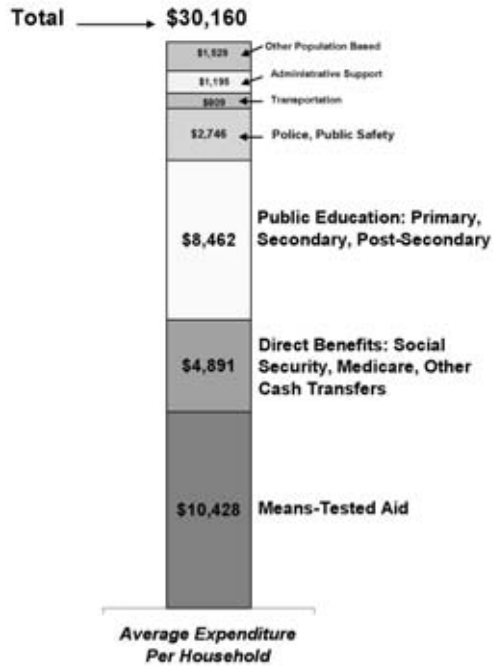 Total $30,160
$1,529 Other Population Based
$1,195 Administrative Support
$909 Transportation
$2,746 Police, Public Safety
$8,462
Public Education: Primary,
Secondary, Post-Secondary
$4,891
Direct Benefits: Social
Security, Medicare, Other
Cash Transfers
$10,428 Means-Tested Aid
Average Expenditure
Per Household